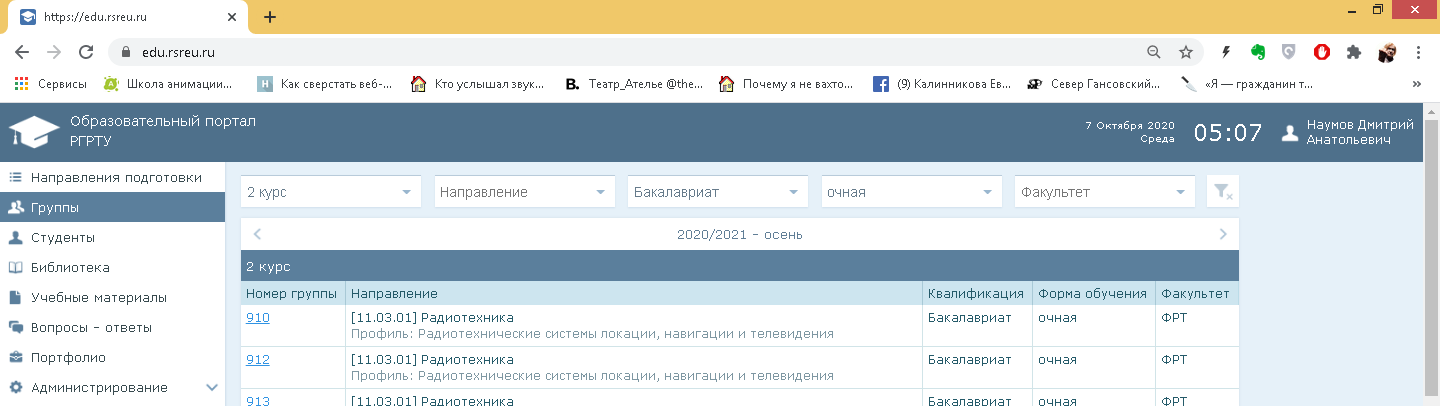 https://edu.rsreu.ru
edu.rsreu.ru
Сервисы Школа анимации... Как сверстать веб-... Кто услышал звук... Театр_Ателье @the... Почему я не вахто... (9) Калинникова Ев... Север Гансовский... «Я — гражданин т... »
Образовательный портал
РГРТУ
7 Октября 2020
Среда
05:07
Наумов Дмитрий
Анатольевич
Направления подготовки
Группы
Студенты
Библиотека
Учебные материалы
Вопросы - ответы
Портфолио
Администрирование
2 курс Направление Бакалавриат очная Факультет
2020/2021 - осень
2 курс
Номер группы Направление Квалификация Форма обучения Факультет
910 [11.03.01] Радиотехника Бакалавриат очная ФРТ
Профиль: Радиотехнические системы локации, навигации и телевидения
912 [11.03.01] Радиотехника Бакалавриат очная ФРТ
Профиль: Радиотехнические системы локации, навигации и телевидения
913 [11.03.01] Радиотехника Бакалавриат очная ФРТ